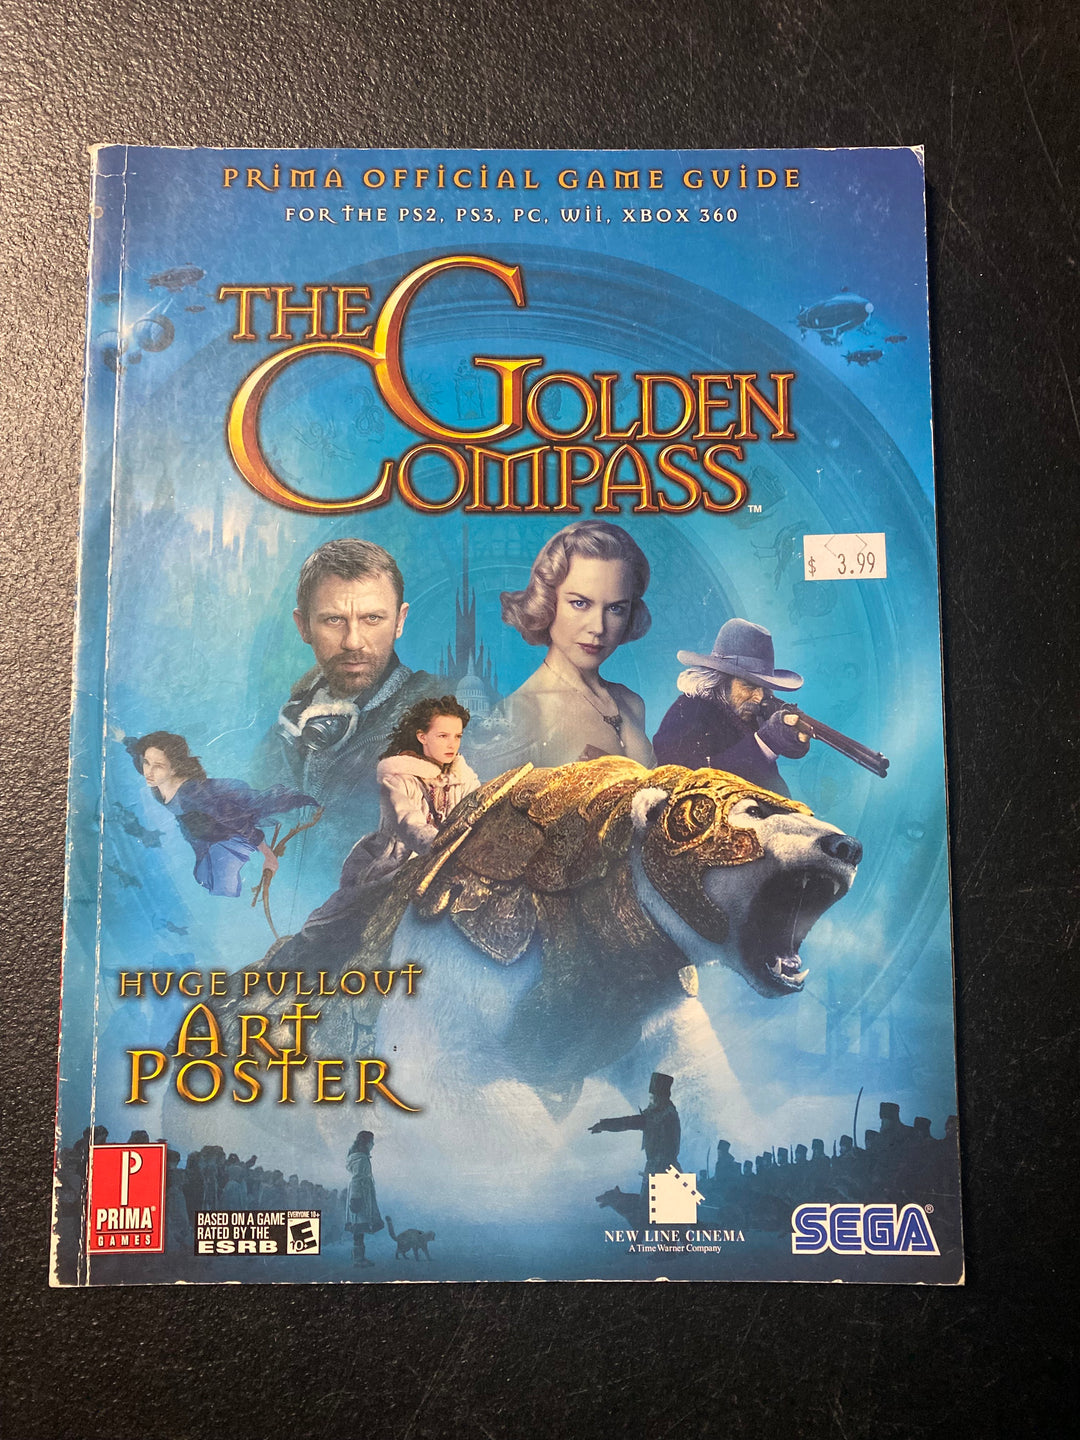 PRIMA OFFICIAL GAME GUIDE
FOR THE PS2, PS3, PC, Wii, XBOX 360
THE
GOLDEN
COMPASS™
$ 3.99
HUGE PULLOUT
ART
POSTER
P
PRIMA®
GAMES
BASED ON A GAME
RATED BY THE
ESRB
EVERYONE 10+
E
10+
NEW LINE CINEMA
A Time Warner Company
SEGA®